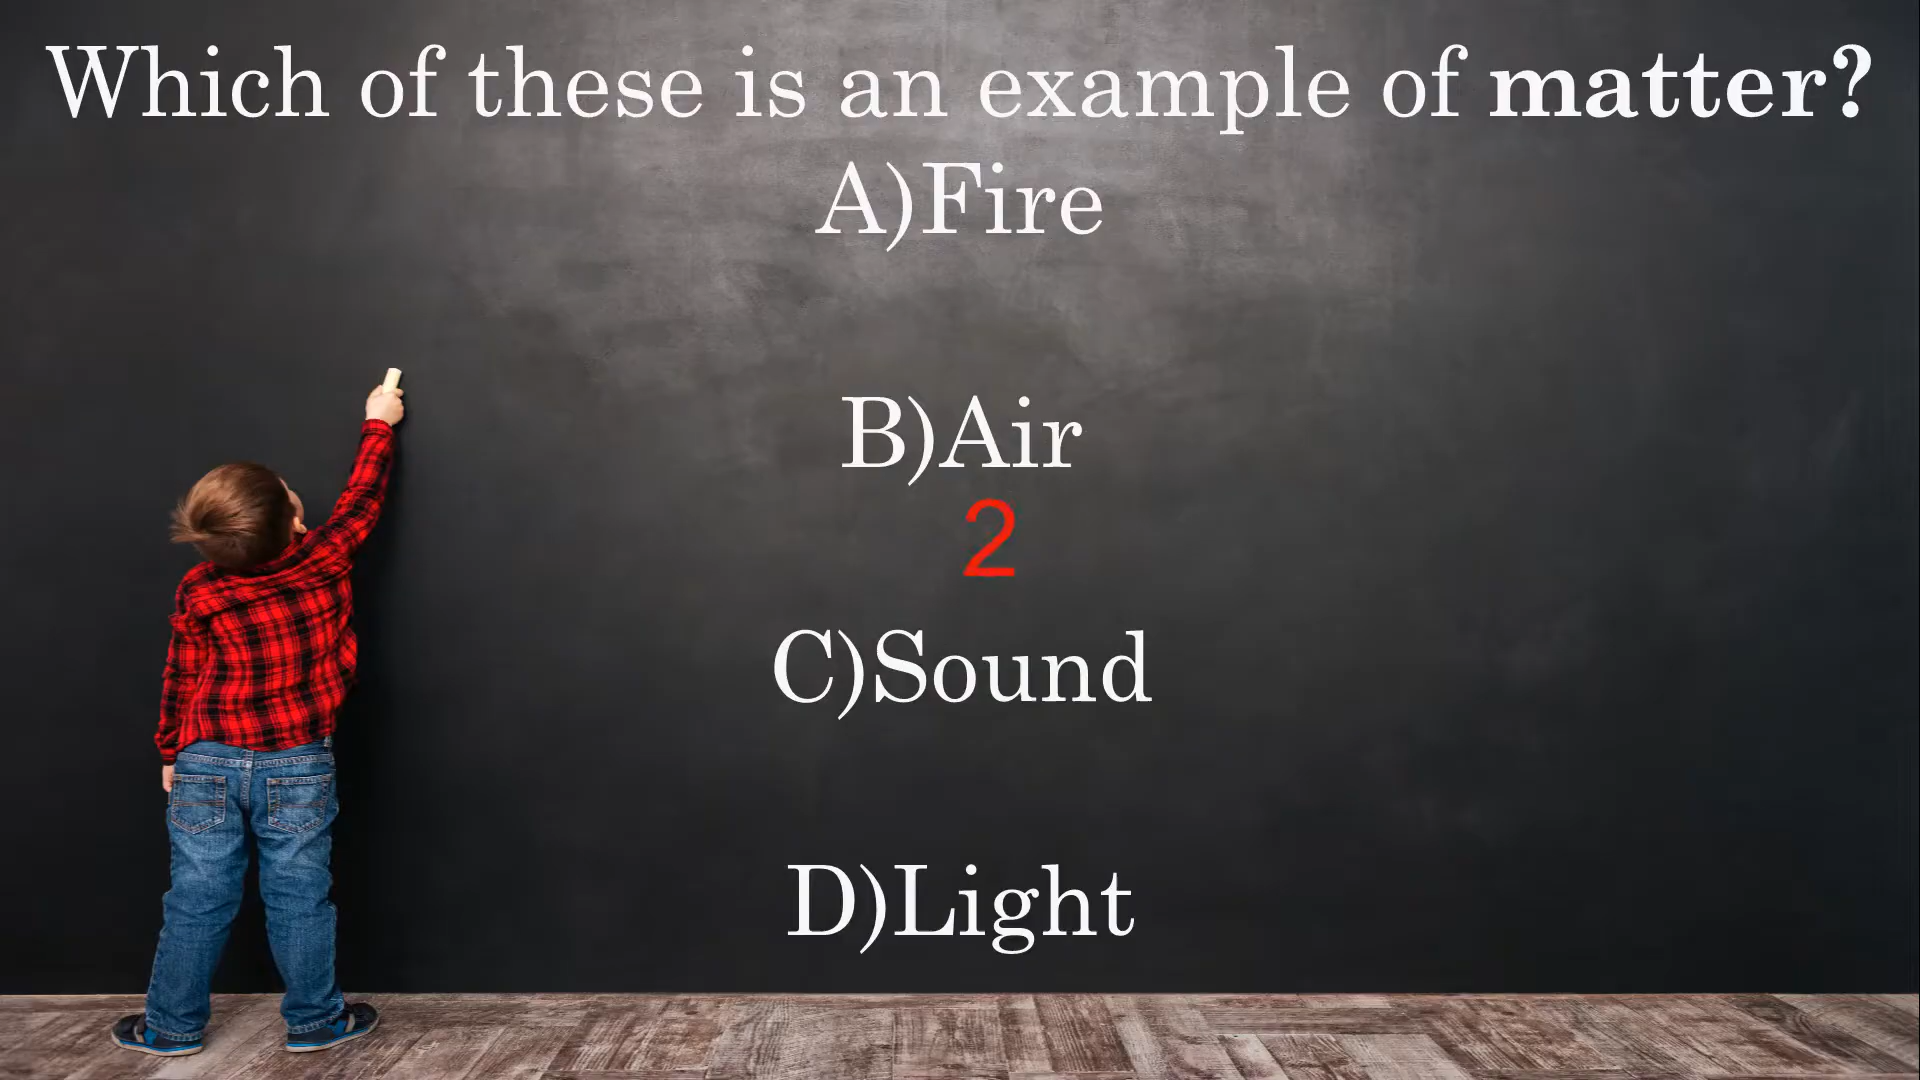 Which of these is an example of matter?
A)Fire
B)Air
2
C)Sound
D)Light